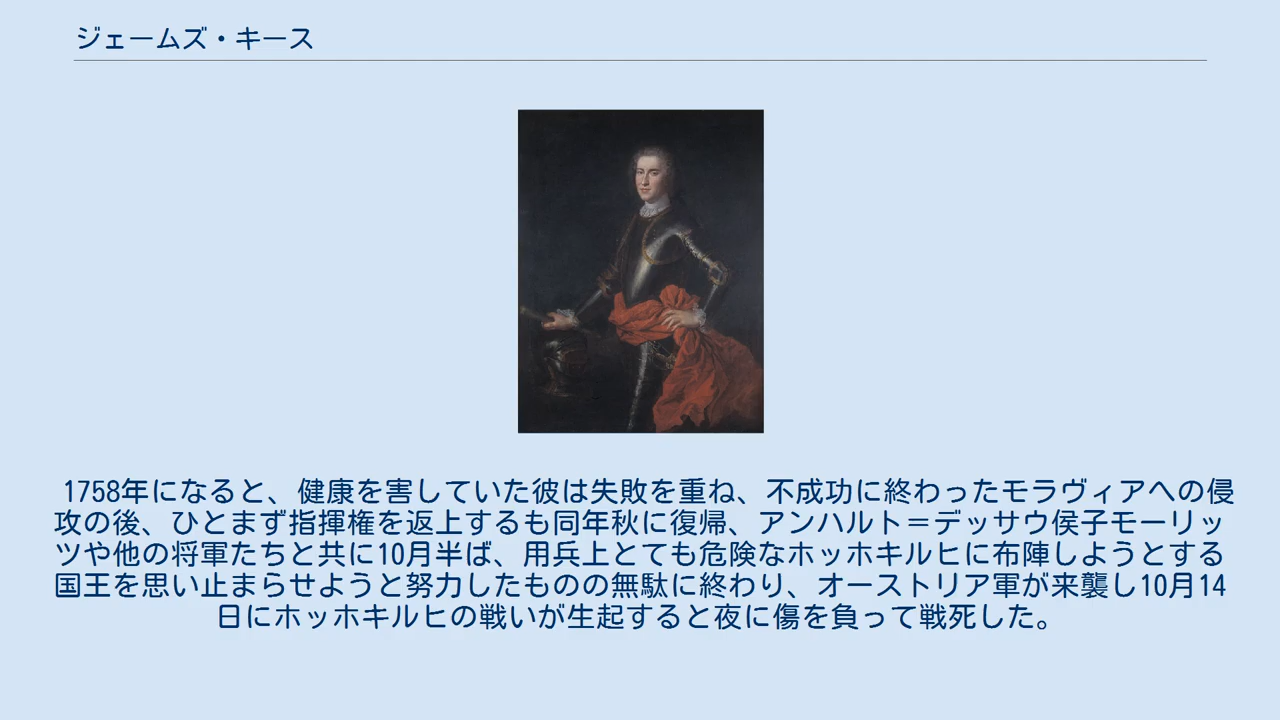 ジェームズ・キース
1758年になると、健康を害していた彼は失敗を重ね、不成功に終わったモラヴィアへの侵
攻の後、ひとまず指揮権を返上するも同年秋に復帰、アンハルト＝デッサウ侯子モーリッ
ツや他の将軍たちと共に10月半ば、用兵上とても危険なホッホキルヒに布陣しようとする
国王を思い止まらせようと努力したものの無駄に終わり、オーストリア軍が来襲し10月14
日にホッホキルヒの戦いが生起すると夜に傷を負って戦死した。